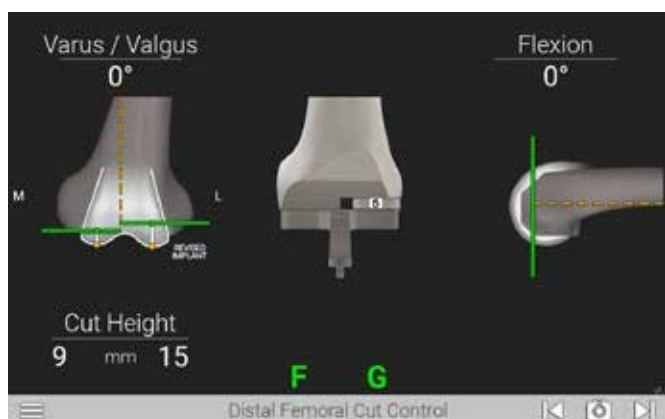 Varus / Valgus
0°
Flexion
0°
M
L
REVISED
IMPLANT
Cut Height
9 mm 15
F G
Distal Femoral Cut Control